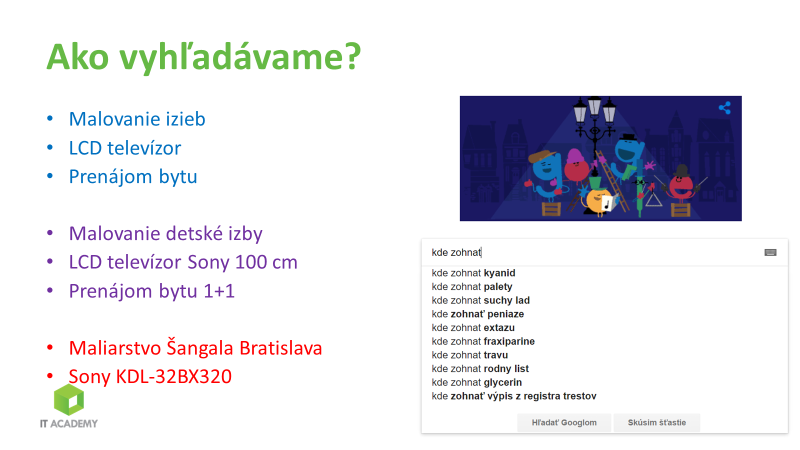 Ako vyhľadávame?
• Malovanie izieb
• LCD televízor
• Prenájom bytu
• Malovanie detské izby
• LCD televízor Sony 100 cm
• Prenájom bytu 1+1
• Maliarstvo Šangala Bratislava
• Sony KDL-32BX320
IT ACADEMY
kde zohnat
kde zohnat kyanid
kde zohnat palety
kde zohnat suchy lad
kde zohnať peniaze
kde zohnat extazu
kde zohnat fraxiparine
kde zohnat travu
kde zohnat rodny list
kde zohnat glycerin
kde zohnať výpis z registra trestov
Hľadať Googlom
Skúsim šťastie